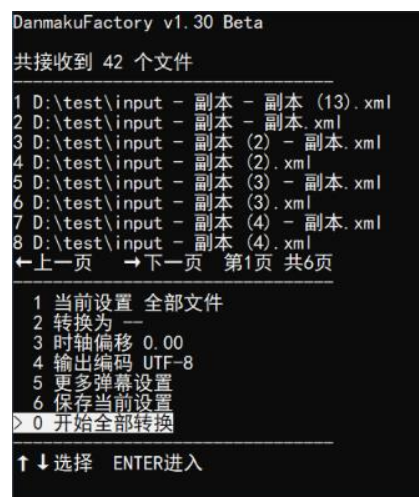 DanmakuFactory v1.30 Beta
共接收到 42 个文件
1 D:\test\input - 副本 - 副本 (13).xml
2 D:\test\input - 副本 - 副本.xml
3 D:\test\input - 副本 (2) - 副本.xml
4 D:\test\input - 副本 (2).xml
5 D:\test\input - 副本 (3) - 副本.xml
6 D:\test\input - 副本 (3).xml
7 D:\test\input - 副本 (4) - 副本.xml
8 D:\test\input - 副本 (4).xml
←上一页 →下一页 第1页 共6页
1 当前设置 全部文件
2 转换为 --
3 时轴偏移 0.00
4 输出编码 UTF-8
5 更多弹幕设置
6 保存当前设置
> 0 开始全部转换
↑↓选择 ENTER进入